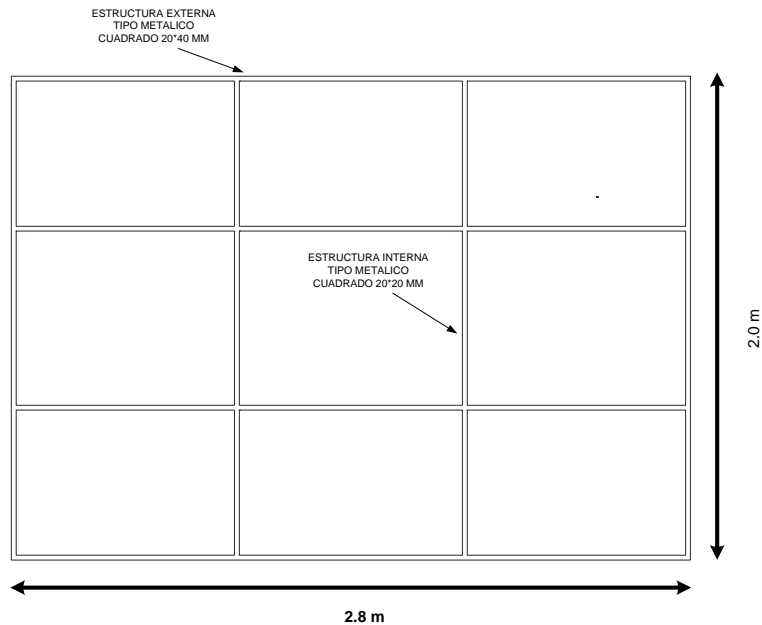 ESTRUCTURA EXTERNA
TIPO METALICO
CUADRADO 20*40 MM
ESTRUCTURA INTERNA
TIPO METALICO
CUADRADO 20*20 MM
2.0 m
2.8 m